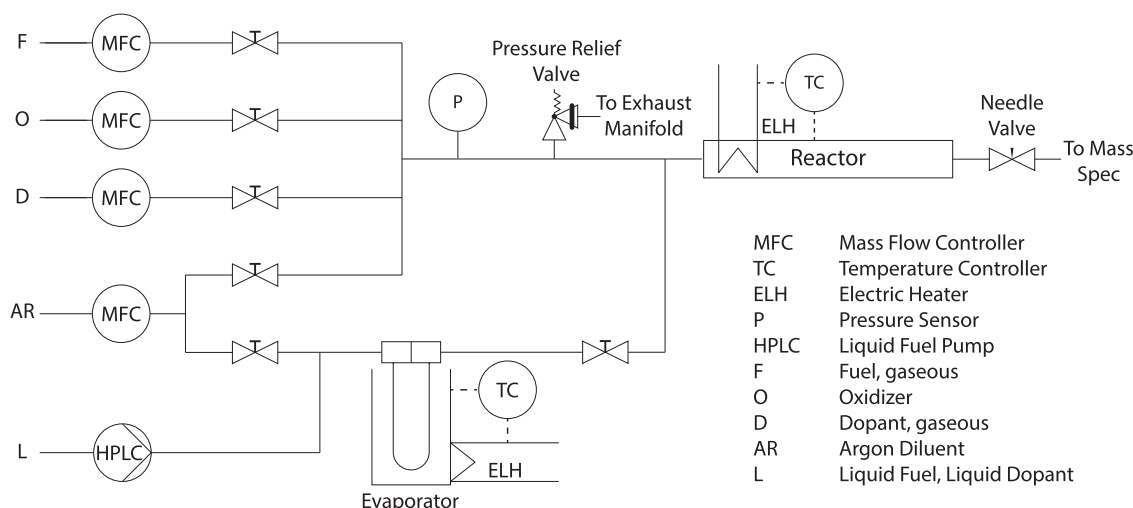 F
MFC
O
MFC
D
MFC
AR
MFC
L
HPLC
P
Pressure Relief
Valve
To Exhaust
Manifold
TC
ELH
Reactor
Needle
Valve
To Mass
Spec
TC
ELH
Evaporator
MFC Mass Flow Controller
TC Temperature Controller
ELH Electric Heater
P Pressure Sensor
HPLC Liquid Fuel Pump
F Fuel, gaseous
O Oxidizer
D Dopant, gaseous
AR Argon Diluent
L Liquid Fuel, Liquid Dopant